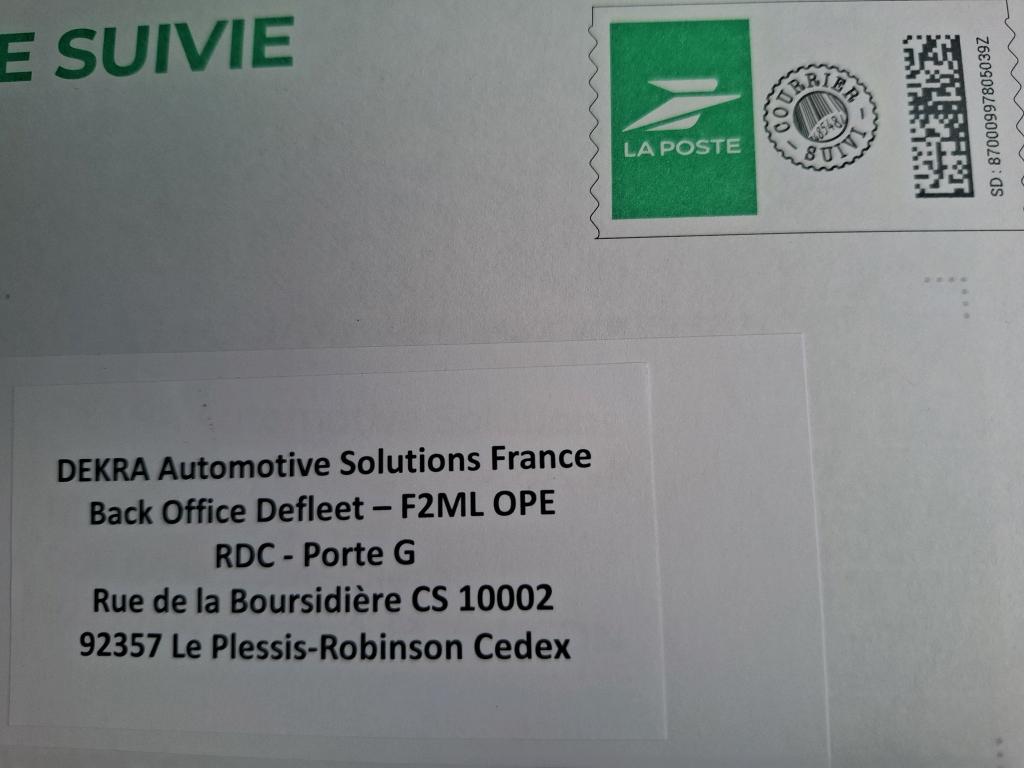 E SUIVIE
LA POSTE
COURRIER
SUIVI
SD : 87000997805039Z
DEKRA Automotive Solutions France
Back Office Defleet – F2ML OPE
RDC - Porte G
Rue de la Boursidière CS 10002
92357 Le Plessis-Robinson Cedex